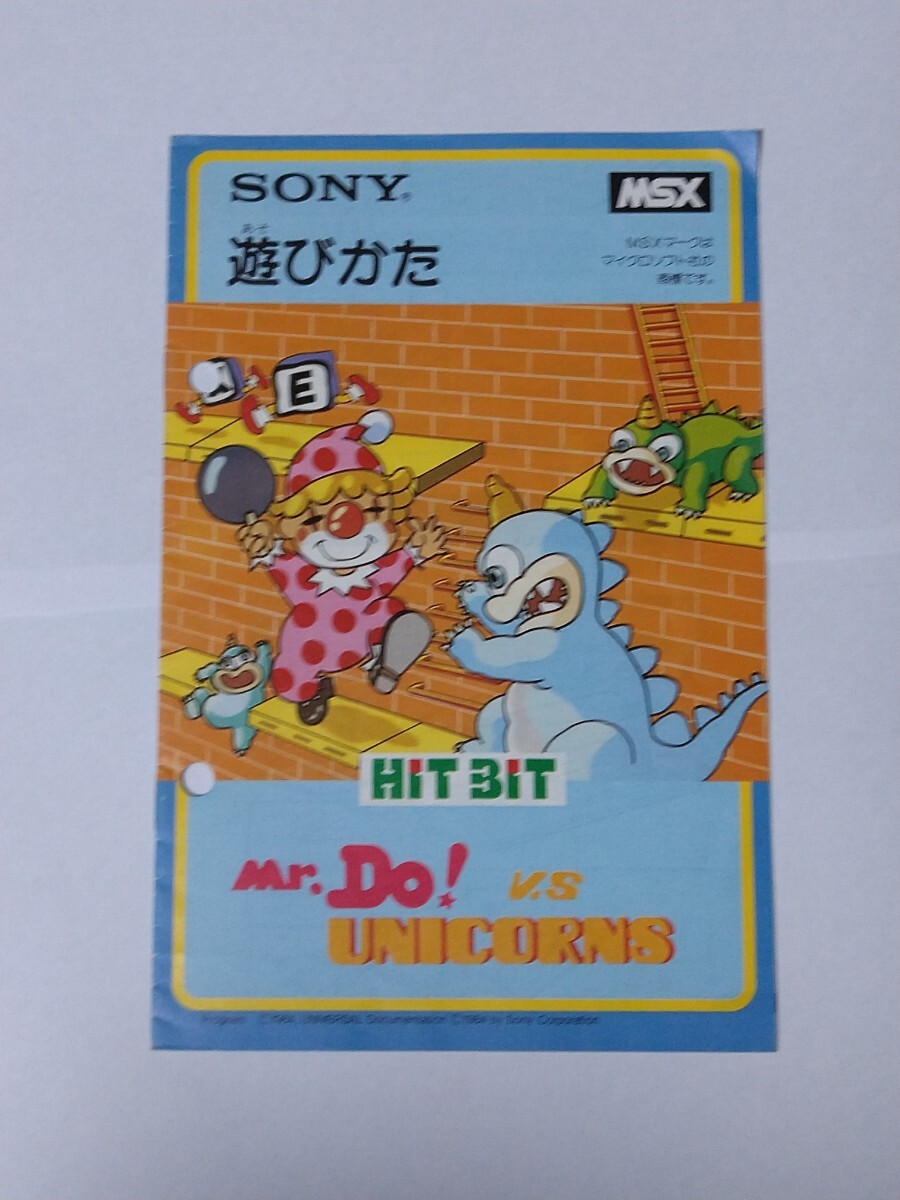 SONY®
MSX
あそ
遊びかた
MSXマークは
マイクロソフト社の
商標です。
E
HiT BiT
Mr. Do!
V.S
UNICORNS
Program ©1984 UNIVERSAL Documentation ©1984 by Sony Corporation